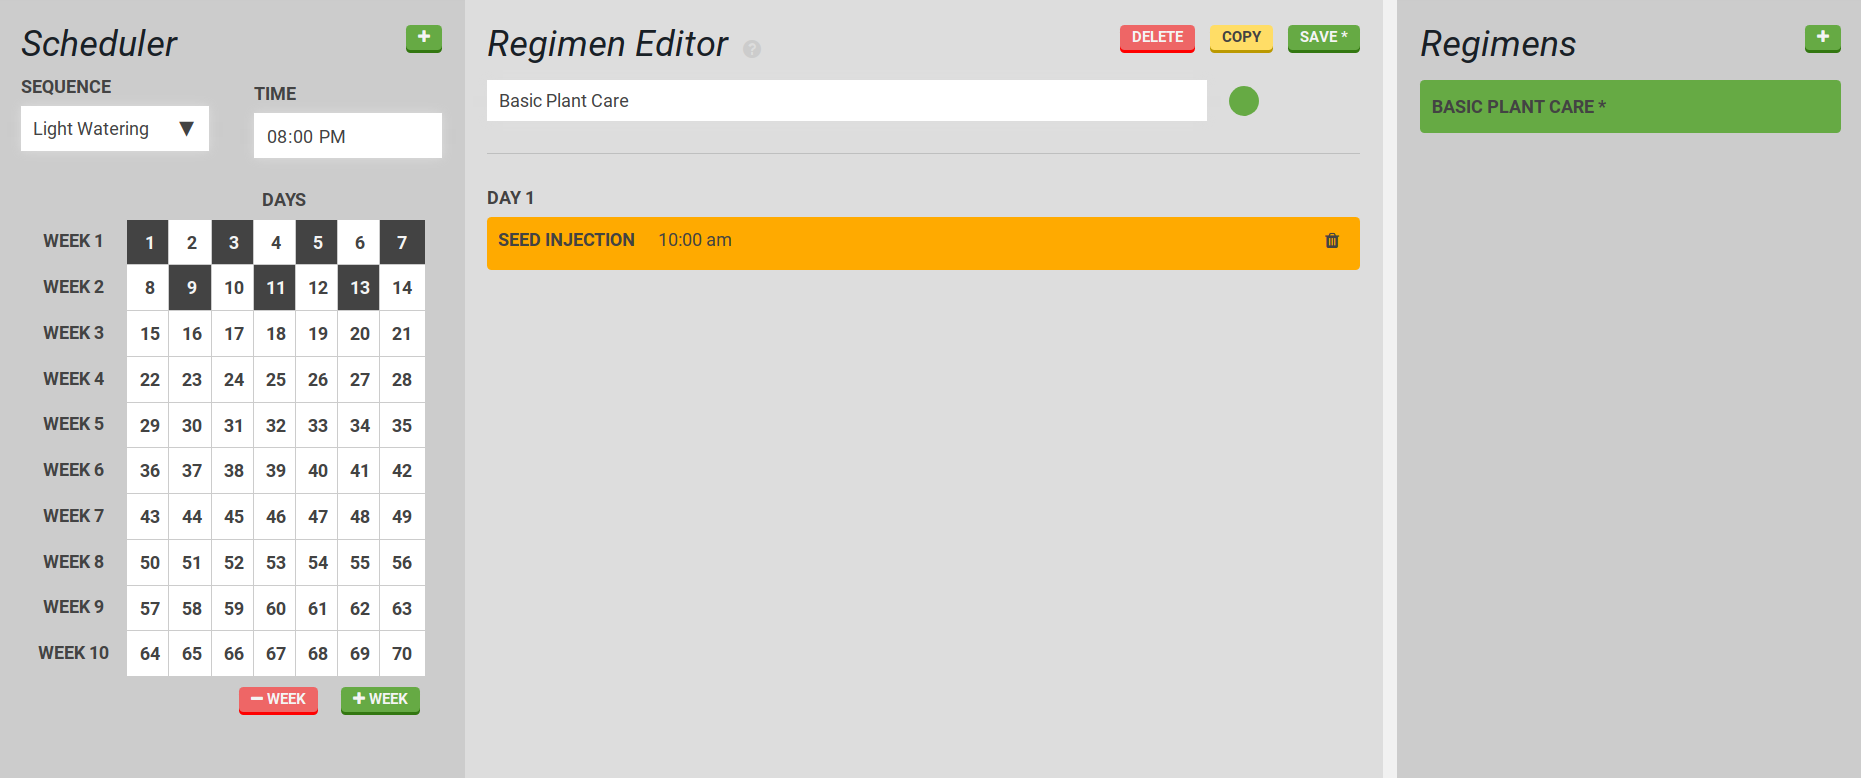 Scheduler
SEQUENCE
TIME
Light Watering ▼
08:00 PM
DAYS
WEEK 1 1 2 3 4 5 6 7
WEEK 2 8 9 10 11 12 13 14
WEEK 3 15 16 17 18 19 20 21
WEEK 4 22 23 24 25 26 27 28
WEEK 5 29 30 31 32 33 34 35
WEEK 6 36 37 38 39 40 41 42
WEEK 7 43 44 45 46 47 48 49
WEEK 8 50 51 52 53 54 55 56
WEEK 9 57 58 59 60 61 62 63
WEEK 10 64 65 66 67 68 69 70
− WEEK + WEEK
Regimen Editor ?
DELETE COPY SAVE *
Basic Plant Care
DAY 1
SEED INJECTION 10:00 am
Regimens
BASIC PLANT CARE *